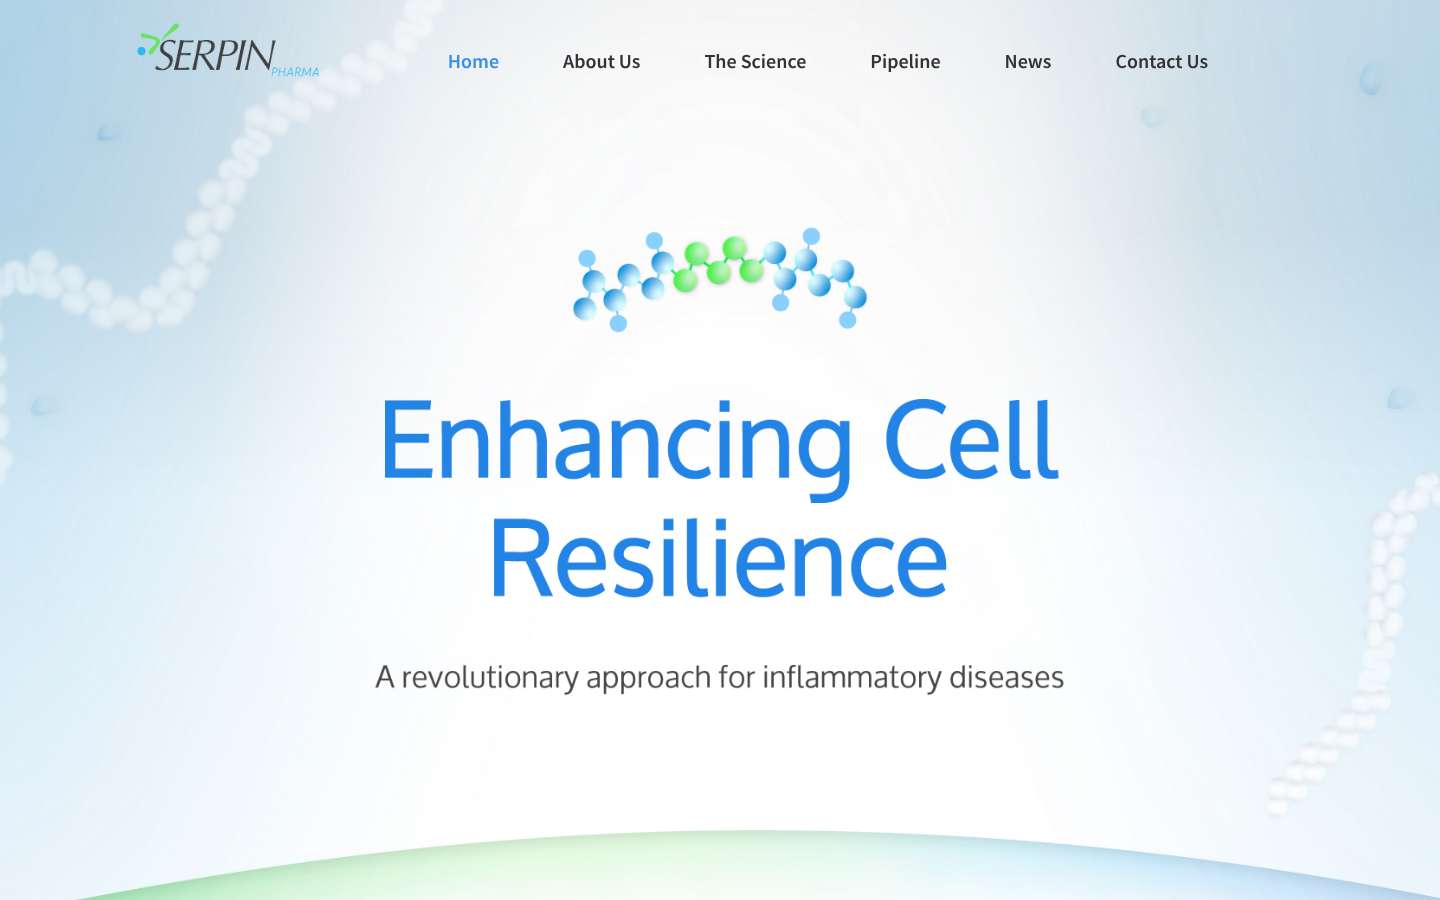 SERPIN
PHARMA
Home
About Us
The Science
Pipeline
News
Contact Us
Enhancing Cell
Resilience
A revolutionary approach for inflammatory diseases